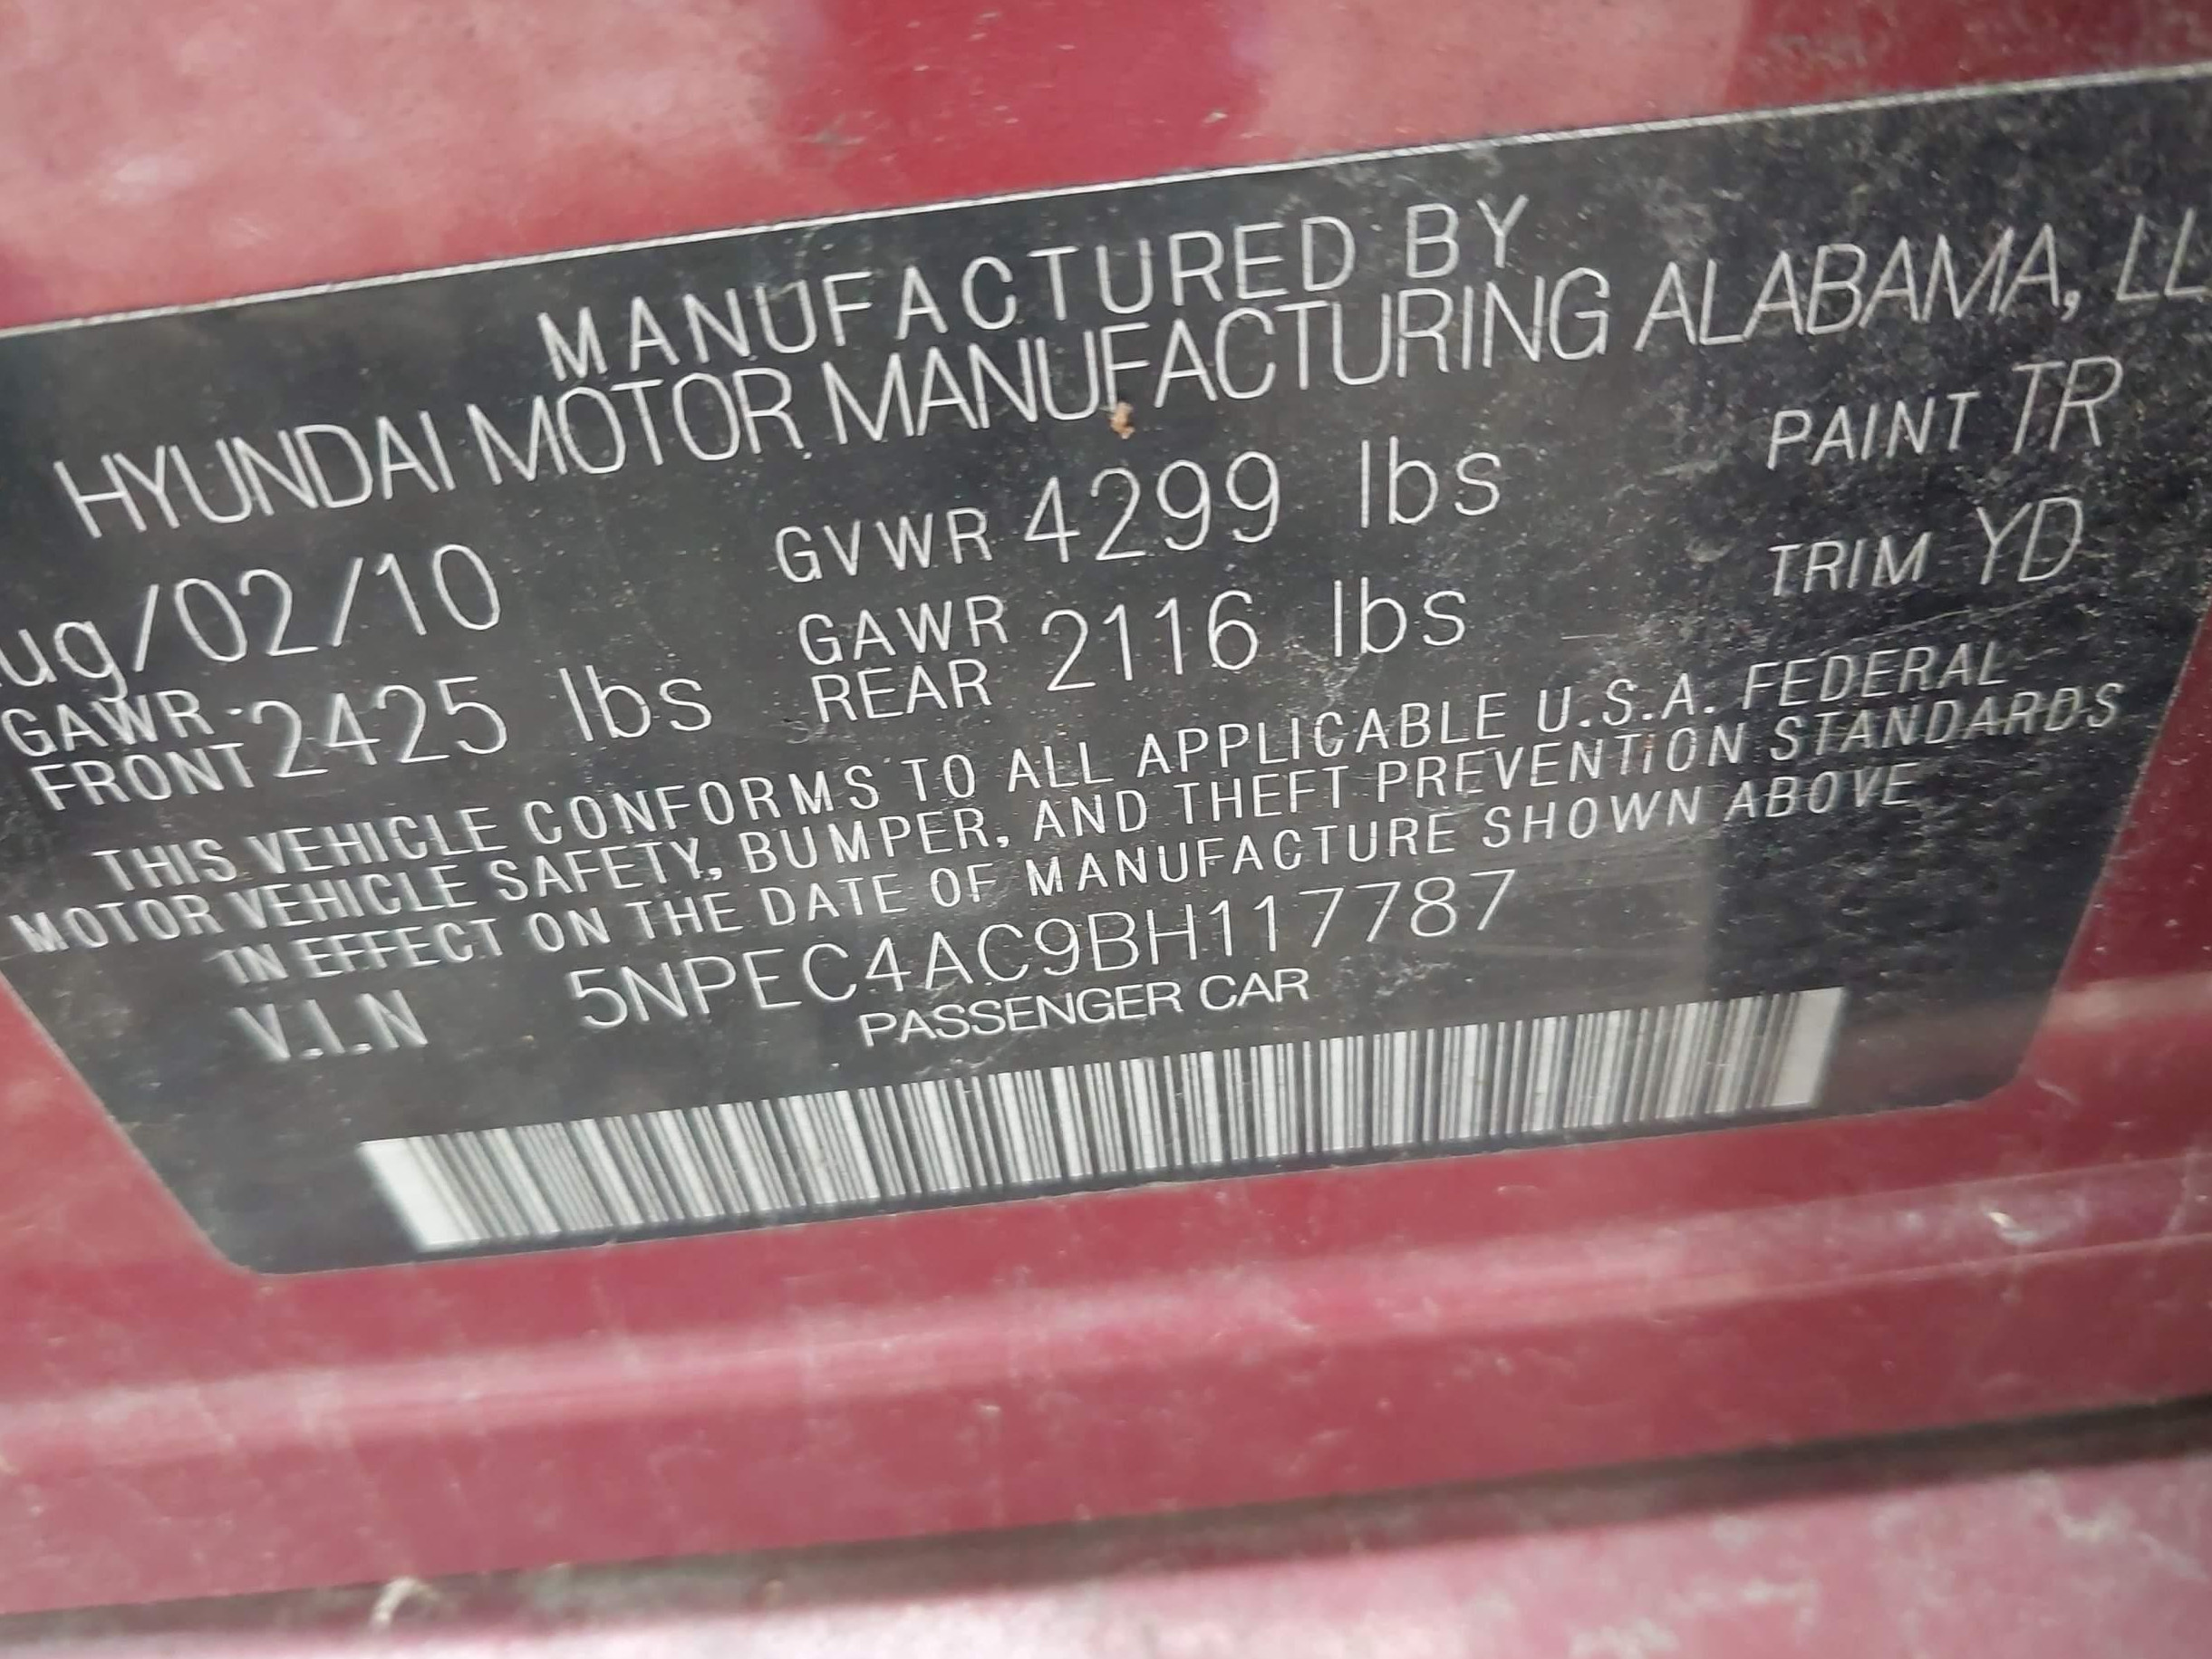 MANUFACTURED BY
HYUNDAI MOTOR MANUFACTURING ALABAMA, LL
ug/02/10 GVWR 4299 lbs PAINT TR
GAWR FRONT 2425 lbs GAWR REAR 2116 lbs TRIM YD
THIS VEHICLE CONFORMS TO ALL APPLICABLE U.S.A. FEDERAL
MOTOR VEHICLE SAFETY, BUMPER, AND THEFT PREVENTION STANDARDS
IN EFFECT ON THE DATE OF MANUFACTURE SHOWN ABOVE
V.I.N 5NPEC4AC9BH117787
PASSENGER CAR